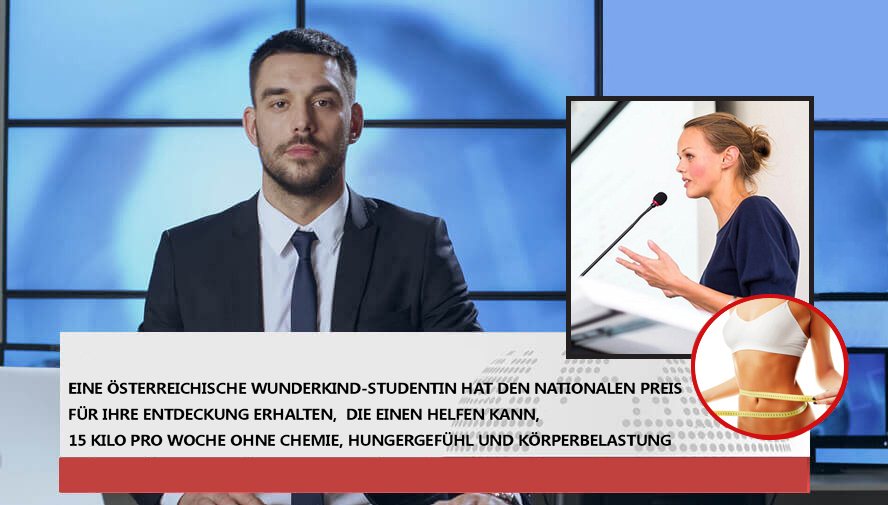 EINE ÖSTERREICHISCHE WUNDERKIND-STUDENTIN HAT DEN NATIONALEN PREIS
FÜR IHRE ENTDECKUNG ERHALTEN, DIE EINEN HELFEN KANN,
15 KILO PRO WOCHE OHNE CHEMIE, HUNGERGEFÜHL UND KÖRPERBELASTUNG